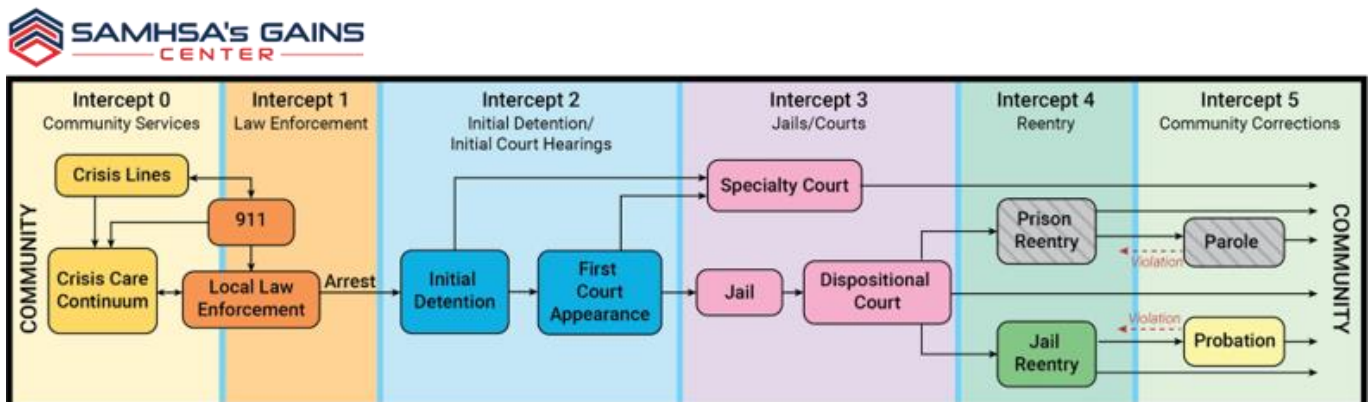 SAMHSA's GAINS
CENTER
Intercept 0
Community Services
Intercept 1
Law Enforcement
Intercept 2
Initial Detention/
Initial Court Hearings
Intercept 3
Jails/Courts
Intercept 4
Reentry
Intercept 5
Community Corrections
COMMUNITY
Crisis Lines
911
Crisis Care
Continuum
Local Law
Enforcement
Arrest
Initial
Detention
First
Court
Appearance
Specialty Court
Jail
Dispositional
Court
Prison
Reentry
Violation
Parole
Jail
Reentry
Violation
Probation
COMMUNITY